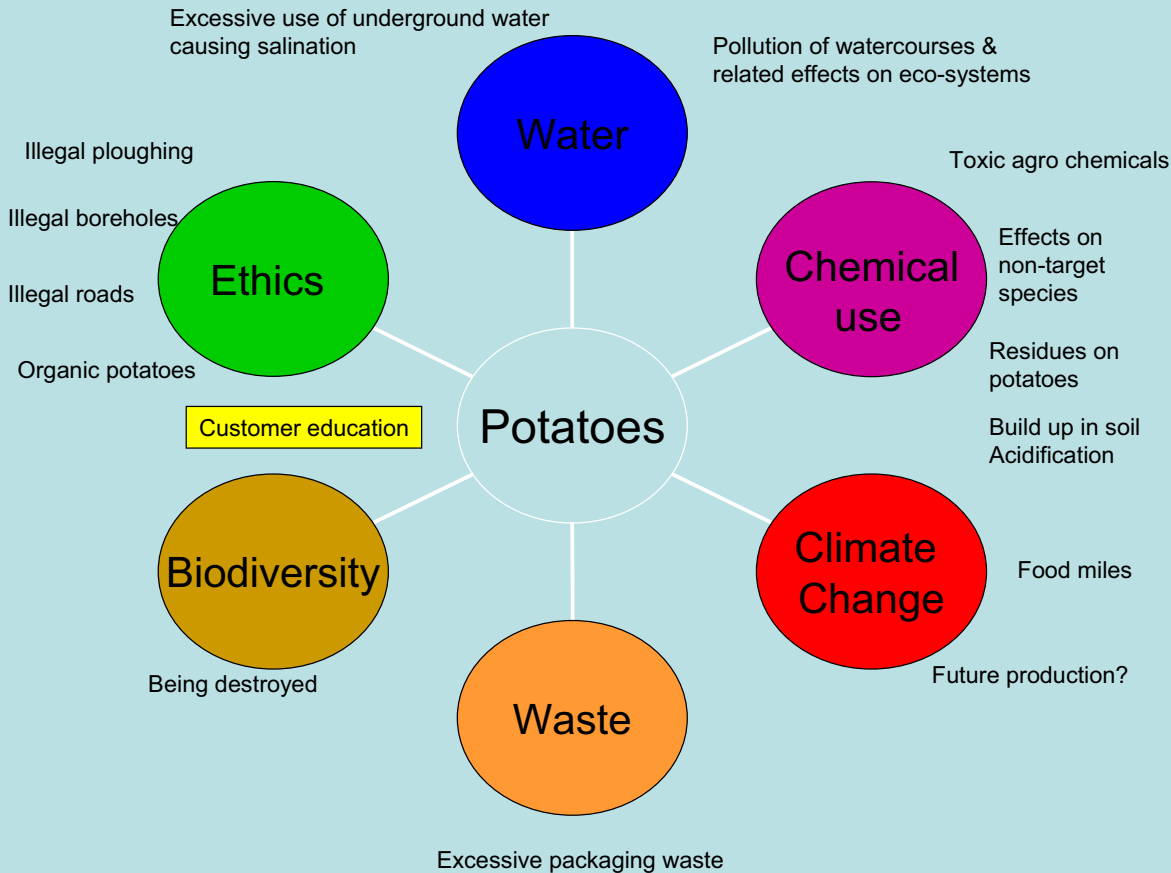 Excessive use of underground water
causing salination
Pollution of watercourses &
related effects on eco-systems
Water
Illegal ploughing
Illegal boreholes
Illegal roads
Organic potatoes
Ethics
Toxic agro chemicals
Chemical
use
Effects on
non-target
species
Residues on
potatoes
Build up in soil
Acidification
Customer education
Potatoes
Biodiversity
Being destroyed
Climate
Change
Food miles
Future production?
Waste
Excessive packaging waste